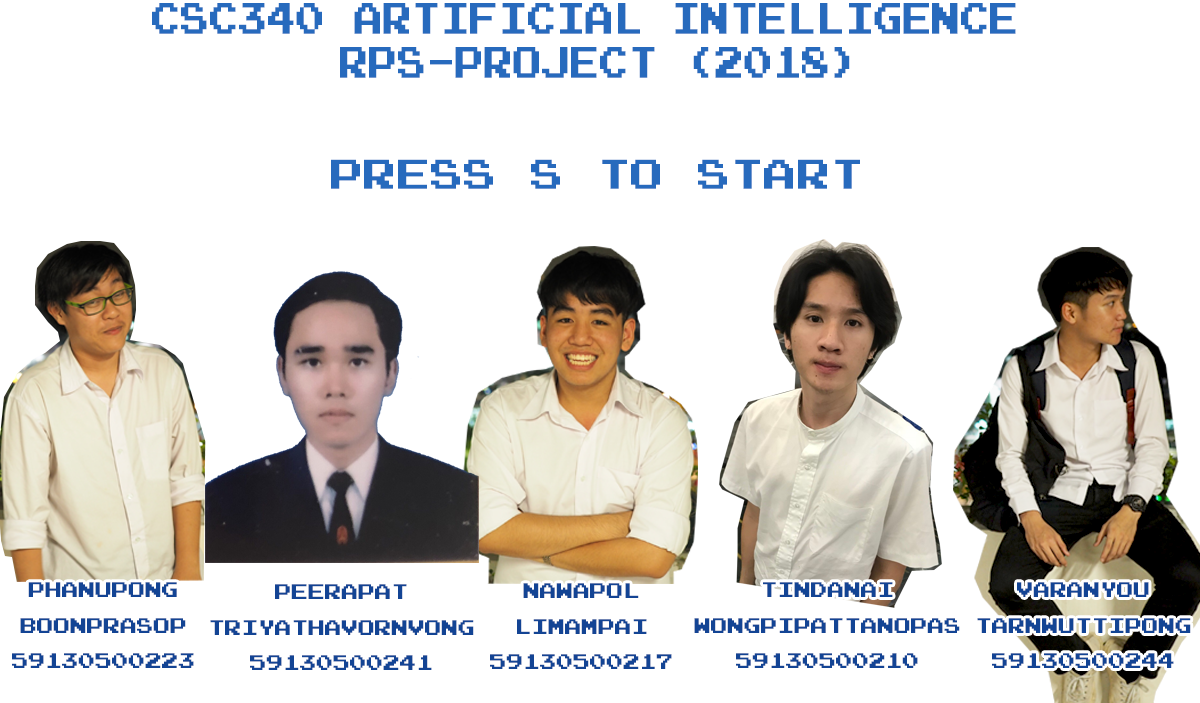 CSC340 ARTIFICIAL INTELLIGENCE
RPS-PROJECT (2018)
PRESS S TO START
PHANUPONG
BOONPRASOP
59130500223
PEERAPAT
TRIYATHAVORNVONG
59130500241
NAWAPOL
LIMAMPAI
59130500217
TINDANAI
WONGPIPATTANOPAS
59130500210
VARANYOU
TARNWUTTIPONG
59130500244